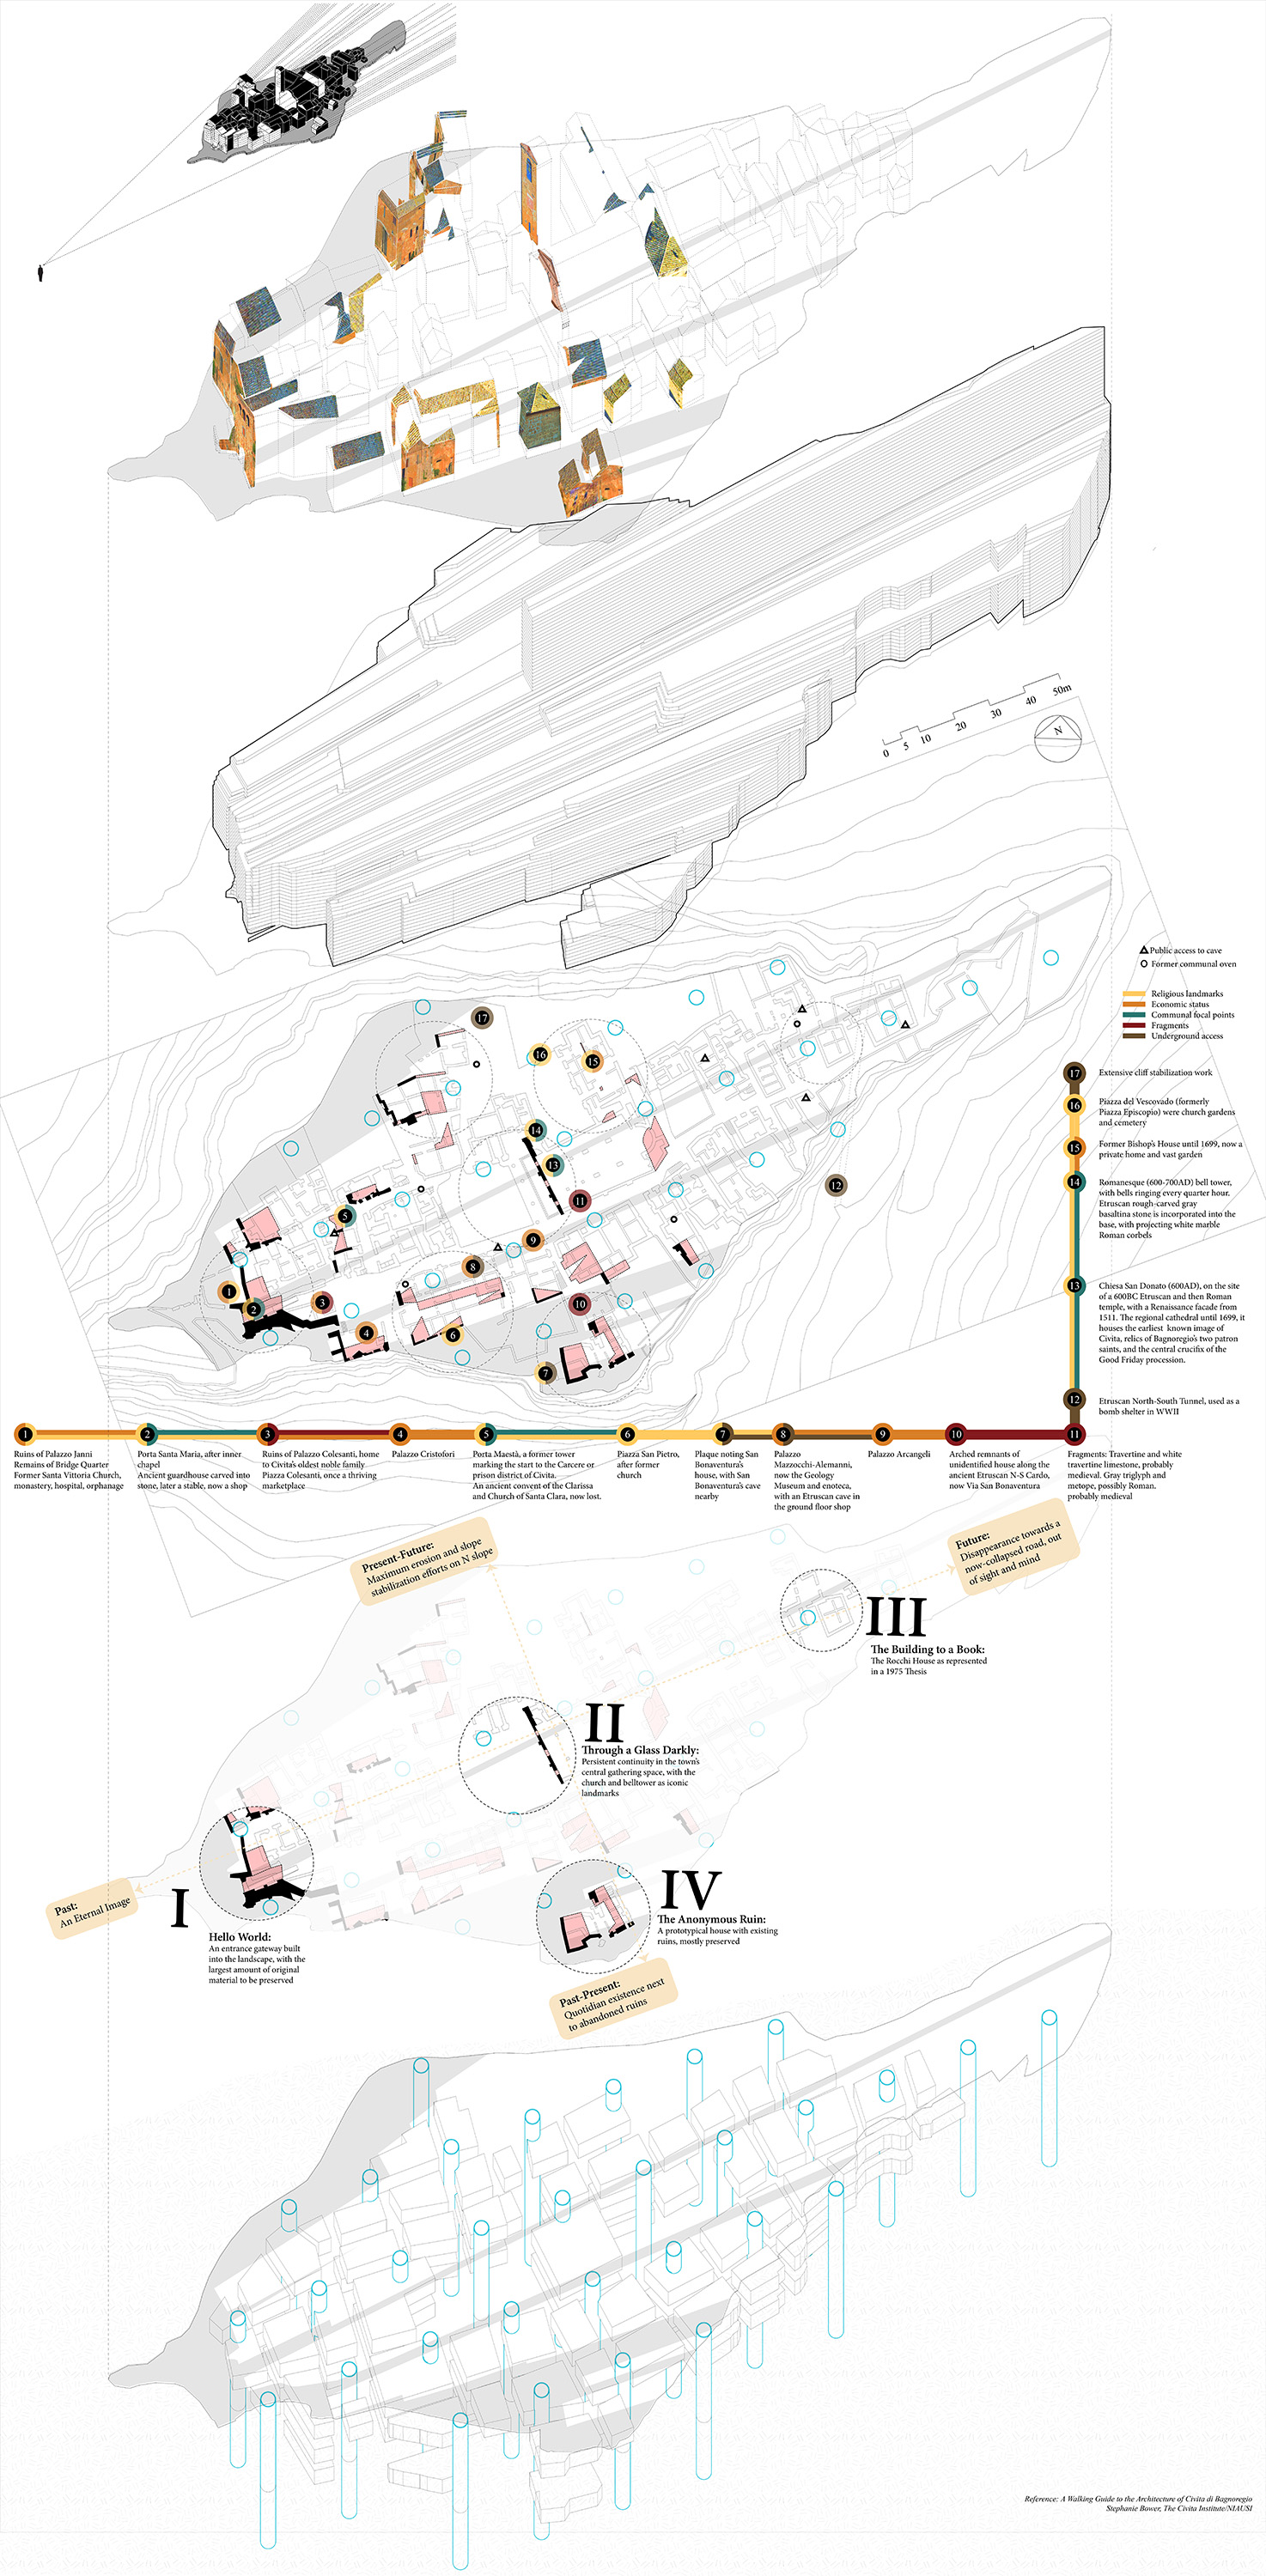 0 5 10 20 30 40 50m
N
Public access to cave
Former communal oven
Religious landmarks
Economic status
Communal focal points
Fragments
Underground access
17
16
15
14
13
12
11
10
9
8
7
6
5
4
3
2
1
17
Extensive cliff stabilization work
16
Piazza del Vescovado (formerly
Piazza Episcopio) were church gardens
and cemetery
15
Former Bishop's House until 1699, now a
private home and vast garden
14
Romanesque (600-700AD) bell tower,
with bells ringing every quarter hour.
Etruscan rough-carved gray
basaltina stone is incorporated into the
base, with projecting white marble
Roman corbels
13
Chiesa San Donato (600AD), on the site
of a 600BC Etruscan and then Roman
temple, with a Renaissance facade from
1511. The regional cathedral until 1699, it
houses the earliest known image of
Civita, relics of Bagnoregio's two patron
saints, and the central crucifix of the
Good Friday procession.
12
Etruscan North-South Tunnel, used as a
bomb shelter in WWII
1
Ruins of Palazzo Janni
Remains of Bridge Quarter
Former Santa Vittoria Church,
monastery, hospital, orphanage
2
Porta Santa Maria, after inner
chapel
Ancient guardhouse carved into
stone, later a stable, now a shop
3
Ruins of Palazzo Colesanti, home
to Civita's oldest noble family
Piazza Colesanti, once a thriving
marketplace
4
Palazzo Cristofori
5
Porta Maestà, a former tower
marking the start to the Carcere or
prison district of Civita.
An ancient convent of the Clarissa
and Church of Santa Clara, now lost.
6
Piazza San Pietro,
after former
church
7
Plaque noting San
Bonaventura's
house, with San
Bonaventura's cave
nearby
8
Palazzo
Mazzocchi-Alemanni,
now the Geology
Museum and enoteca,
with an Etruscan cave in
the ground floor shop
9
Palazzo Arcangeli
10
Arched remnants of
unidentified house along the
ancient Etruscan N-S Cardo,
now Via San Bonaventura
11
Fragments: Travertine and white
travertine limestone, probably
medieval. Gray triglyph and
metope, possibly Roman,
probably medieval
Present-Future:
Maximum erosion and slope
stabilization efforts on N slope
Future:
Disappearance towards a
now-collapsed road, out
of sight and mind
III
The Building to a Book:
The Rocchi House as represented
in a 1975 Thesis
II
Through a Glass Darkly:
Persistent continuity in the town's
central gathering space, with the
church and belltower as iconic
landmarks
Past:
An Eternal Image
I
Hello World:
An entrance gateway built
into the landscape, with the
largest amount of original
material to be preserved
IV
The Anonymous Ruin:
A prototypical house with existing
ruins, mostly preserved
Past-Present:
Quotidian existence next
to abandoned ruins
Reference: A Walking Guide to the Architecture of Civita di Bagnoregio
Stephanie Bower, The Civita Institute/NIAUSI